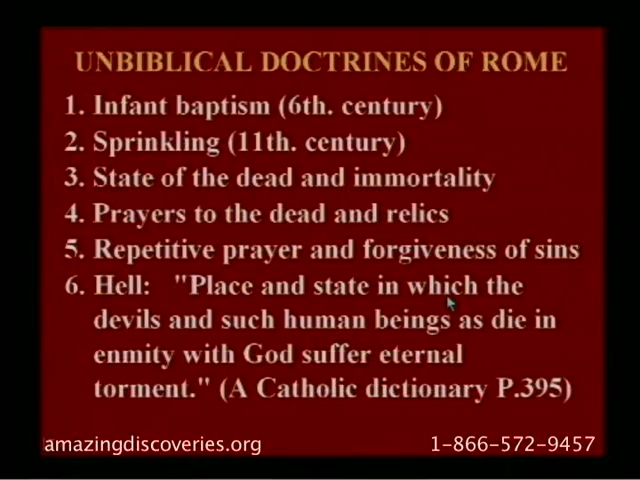 UNBIBLICAL DOCTRINES OF ROME
1. Infant baptism (6th. century)
2. Sprinkling (11th. century)
3. State of the dead and immortality
4. Prayers to the dead and relics
5. Repetitive prayer and forgiveness of sins
6. Hell: "Place and state in which the
devils and such human beings as die in
enmity with God suffer eternal
torment." (A Catholic dictionary P.395)
amazingdiscoveries.org 1-866-572-9457